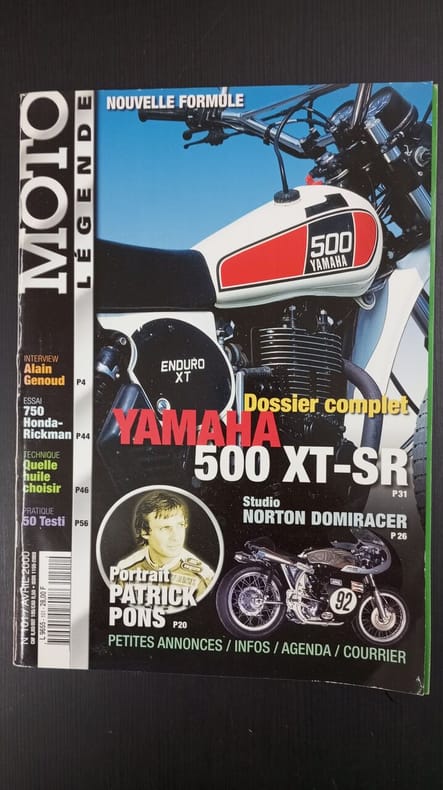 NOUVELLE FORMULE
MOTO
LÉGENDE
500
YAMAHA
ENDURO
XT
INTERVIEW
Alain
Genoud P4
ESSAI
750
Honda-
Rickman P44
TECHNIQUE
Quelle
huile
choisir P46
PRATIQUE
50 Testi P56
Dossier complet
YAMAHA
500 XT-SR
P31
Studio
NORTON DOMIRACER
P 26
Portrait
PATRICK
PONS P20
92
PETITES ANNONCES / INFOS / AGENDA / COURRIER
N°101 / AVRIL 2000